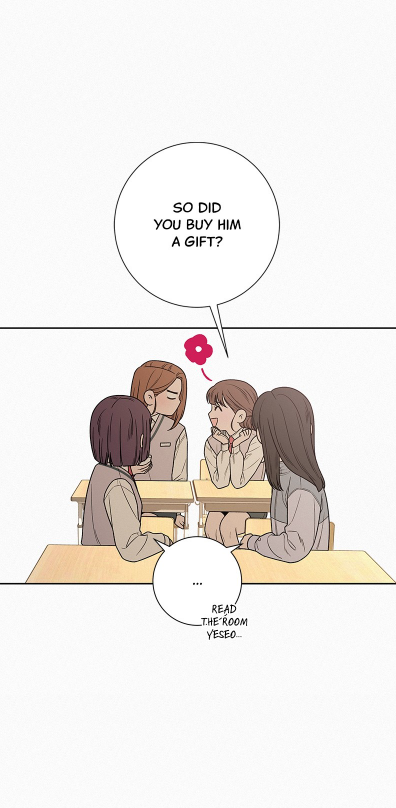 SO DID
YOU BUY HIM
A GIFT?
...
READ
THE ROOM
YESEO...